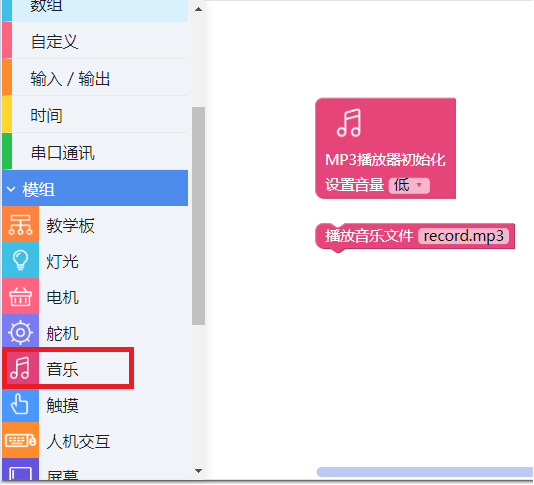 数组
自定义
输入 / 输出
时间
串口通讯
模组
教学板
灯光
电机
舵机
音乐
触摸
人机交互
屏幕
MP3播放器初始化
设置音量 低
播放音乐文件 record.mp3